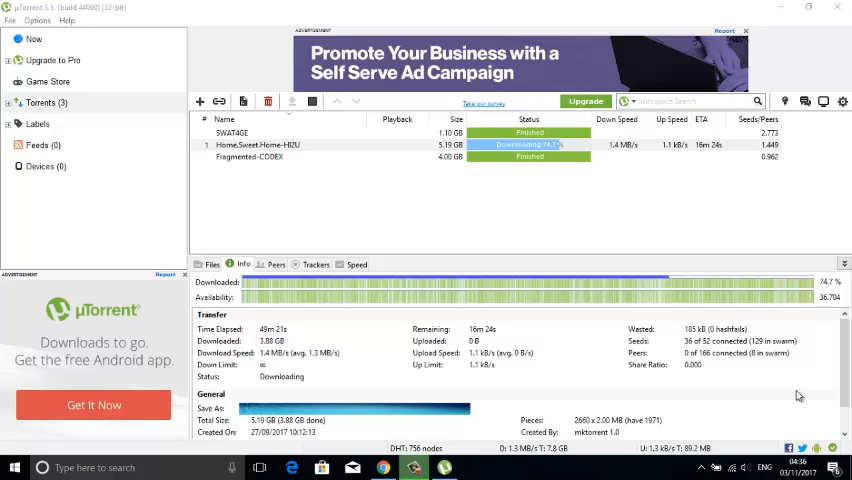 µTorrent 3.5 (build 44090) [32-bit]
File Options Help
Now
Upgrade to Pro
Game Store
Torrents (3)
Labels
Feeds (0)
Devices (0)
ADVERTISEMENT Report
Promote Your Business with a
Self Serve Ad Campaign
Take our survey
Upgrade
Infospace Search
# Name Playback Size Status Down Speed Up Speed ETA Seeds/Peers
SWAT4GE 1.10 GB Finished 2.773
1 Home.Sweet.Home-HI2U 5.19 GB Downloading 74.7 % 1.4 MB/s 1.1 kB/s 16m 24s 1.449
Fragmented-CODEX 4.00 GB Finished 0.962
Files Info Peers Trackers Speed
Downloaded: 74.7 %
Availability: 36.704
Transfer
Time Elapsed: 49m 21s Remaining: 16m 24s Wasted: 185 kB (0 hashfails)
Downloaded: 3.88 GB Uploaded: 0 B Seeds: 36 of 52 connected (129 in swarm)
Download Speed: 1.4 MB/s (avg. 1.3 MB/s) Upload Speed: 1.1 kB/s (avg. 0 B/s) Peers: 0 of 166 connected (8 in swarm)
Down Limit: ∞ Up Limit: 1.1 kB/s Share Ratio: 0.000
Status: Downloading
General
Save As:
Total Size: 5.19 GB (3.88 GB done) Pieces: 2660 x 2.00 MB (have 1971)
Created On: 27/09/2017 10:12:13 Created By: mktorrent 1.0
ADVERTISEMENT Report
µTorrent®
Downloads to go.
Get the free Android app.
Get It Now
DHT: 756 nodes D: 1.3 MB/s T: 7.8 GB U: 1.3 kB/s T: 89.2 MB
Type here to search
ENG
04:36
03/11/2017
6